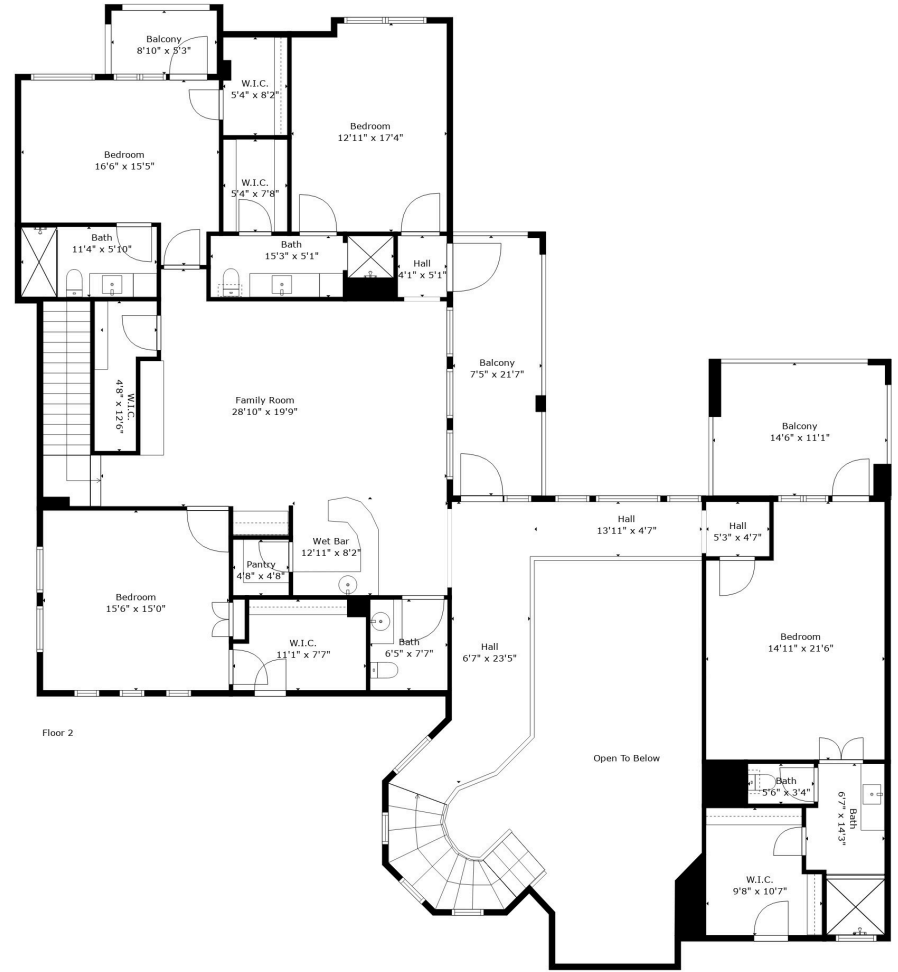 Balcony
8'10" x 5'3"
W.I.C.
5'4" x 8'2"
Bedroom
12'11" x 17'4"
Bedroom
16'6" x 15'5"
W.I.C.
5'4" x 7'8"
Bath
11'4" x 5'10"
Bath
15'3" x 5'1"
Hall
4'1" x 5'1"
Balcony
7'5" x 21'7"
W.I.C.
4'8" x 12'6"
Family Room
28'10" x 19'9"
Balcony
14'6" x 11'1"
Hall
13'11" x 4'7"
Hall
5'3" x 4'7"
Wet Bar
12'11" x 8'2"
Pantry
4'8" x 4'8"
Bedroom
15'6" x 15'0"
W.I.C.
11'1" x 7'7"
Bath
6'5" x 7'7"
Hall
6'7" x 23'5"
Bedroom
14'11" x 21'6"
Floor 2
Open To Below
Bath
5'6" x 3'4"
Bath
6'7" x 14'3"
W.I.C.
9'8" x 10'7"